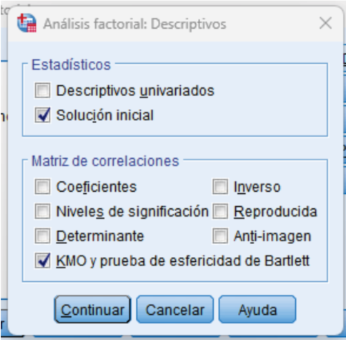 Análisis factorial: Descriptivos
Estadísticos
Descriptivos univariados
Solución inicial
Matriz de correlaciones
Coeficientes Inverso
Niveles de significación Reproducida
Determinante Anti-imagen
KMO y prueba de esfericidad de Bartlett
Continuar Cancelar Ayuda